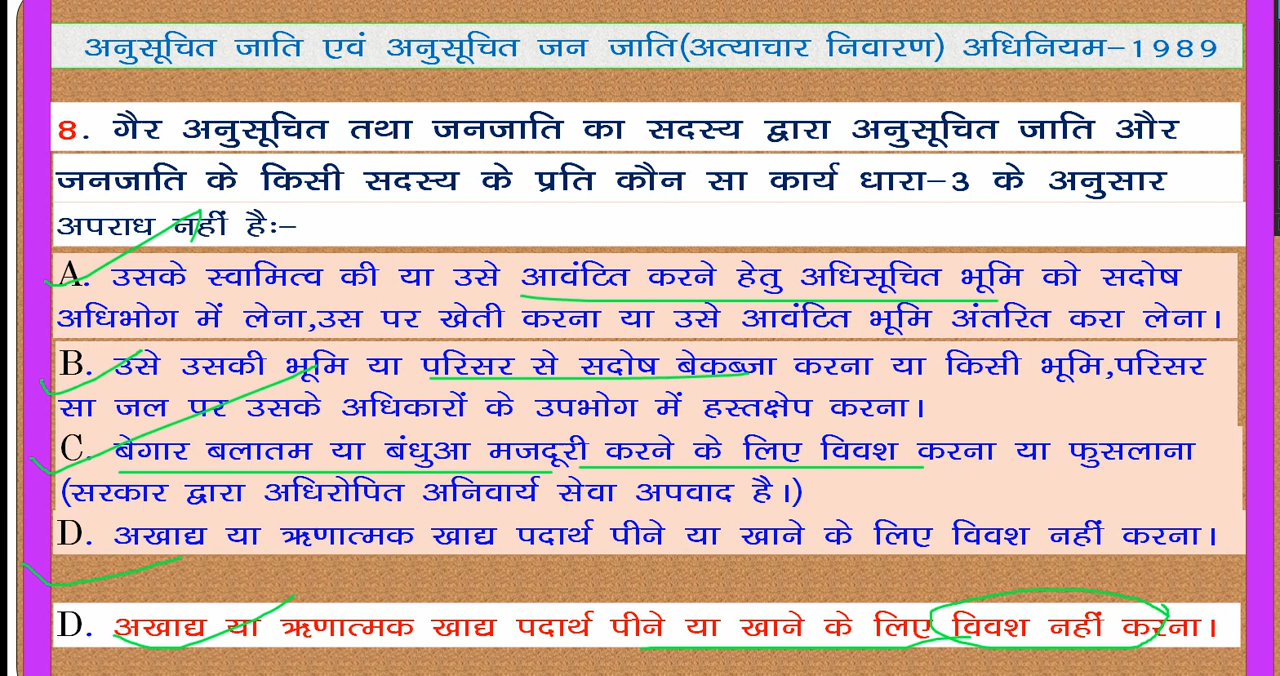 अनुसूचित जाति एवं अनुसूचित जन जाति(अत्याचार निवारण) अधिनियम-1989
8. गैर अनुसूचित तथा जनजाति का सदस्य द्वारा अनुसूचित जाति और
जनजाति के किसी सदस्य के प्रति कौन सा कार्य धारा-3 के अनुसार
अपराध नहीं है:-
A. उसके स्वामित्व की या उसे आवंटित करने हेतु अधिसूचित भूमि को सदोष
अधिभोग में लेना,उस पर खेती करना या उसे आवंटित भूमि अंतरित करा लेना।
B. उसे उसकी भूमि या परिसर से सदोष बेकब्जा करना या किसी भूमि,परिसर
सा जल पर उसके अधिकारों के उपभोग में हस्तक्षेप करना।
C. बेगार बलातम या बंधुआ मजदूरी करने के लिए विवश करना या फुसलाना
(सरकार द्वारा अधिरोपित अनिवार्य सेवा अपवाद है।)
D. अखाद्य या ऋणात्मक खाद्य पदार्थ पीने या खाने के लिए विवश नहीं करना।
D. अखाद्य या ऋणात्मक खाद्य पदार्थ पीने या खाने के लिए विवश नहीं करना।